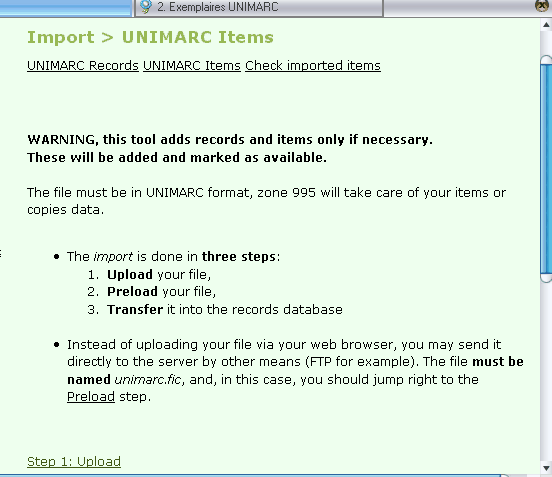 2. Exemplaires UNIMARC
Import > UNIMARC Items
UNIMARC Records UNIMARC Items Check imported items
WARNING, this tool adds records and items only if necessary.
These will be added and marked as available.
The file must be in UNIMARC format, zone 995 will take care of your items or
copies data.
• The import is done in three steps:
1. Upload your file,
2. Preload your file,
3. Transfer it into the records database
• Instead of uploading your file via your web browser, you may send it
directly to the server by other means (FTP for example). The file must be
named unimarc.fic, and, in this case, you should jump right to the
Preload step.
Step 1: Upload